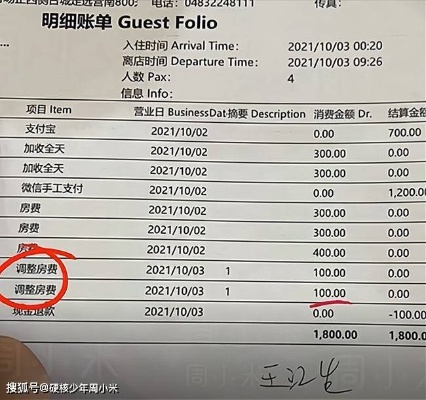 明细账单 Guest Folio
电话：04832248111 传真：
入住时间 Arrival Time： 2021/10/03 00:20
离店时间 Departure Time： 2021/10/03 09:26
人数 Pax： 4
信息 Info：
项目 Item 营业日 BusinessDat 摘要 Description 消费金额 Dr. 结算金额
支付宝 2021/10/02 0.00 700.00
加收全天 2021/10/02 300.00 0.00
加收全天 2021/10/02 300.00 0.00
微信手工支付 2021/10/02 0.00 1,200.00
房费 2021/10/02 300.00 0.00
房费 2021/10/02 300.00 0.00
房费 2021/10/02 400.00 0.00
调整房费 2021/10/03 1 100.00 0.00
调整房费 2021/10/03 1 100.00 0.00
现金退款 2021/10/03 0.00 -100.00
1,800.00 1,800
搜狐号@硬核少年周小米